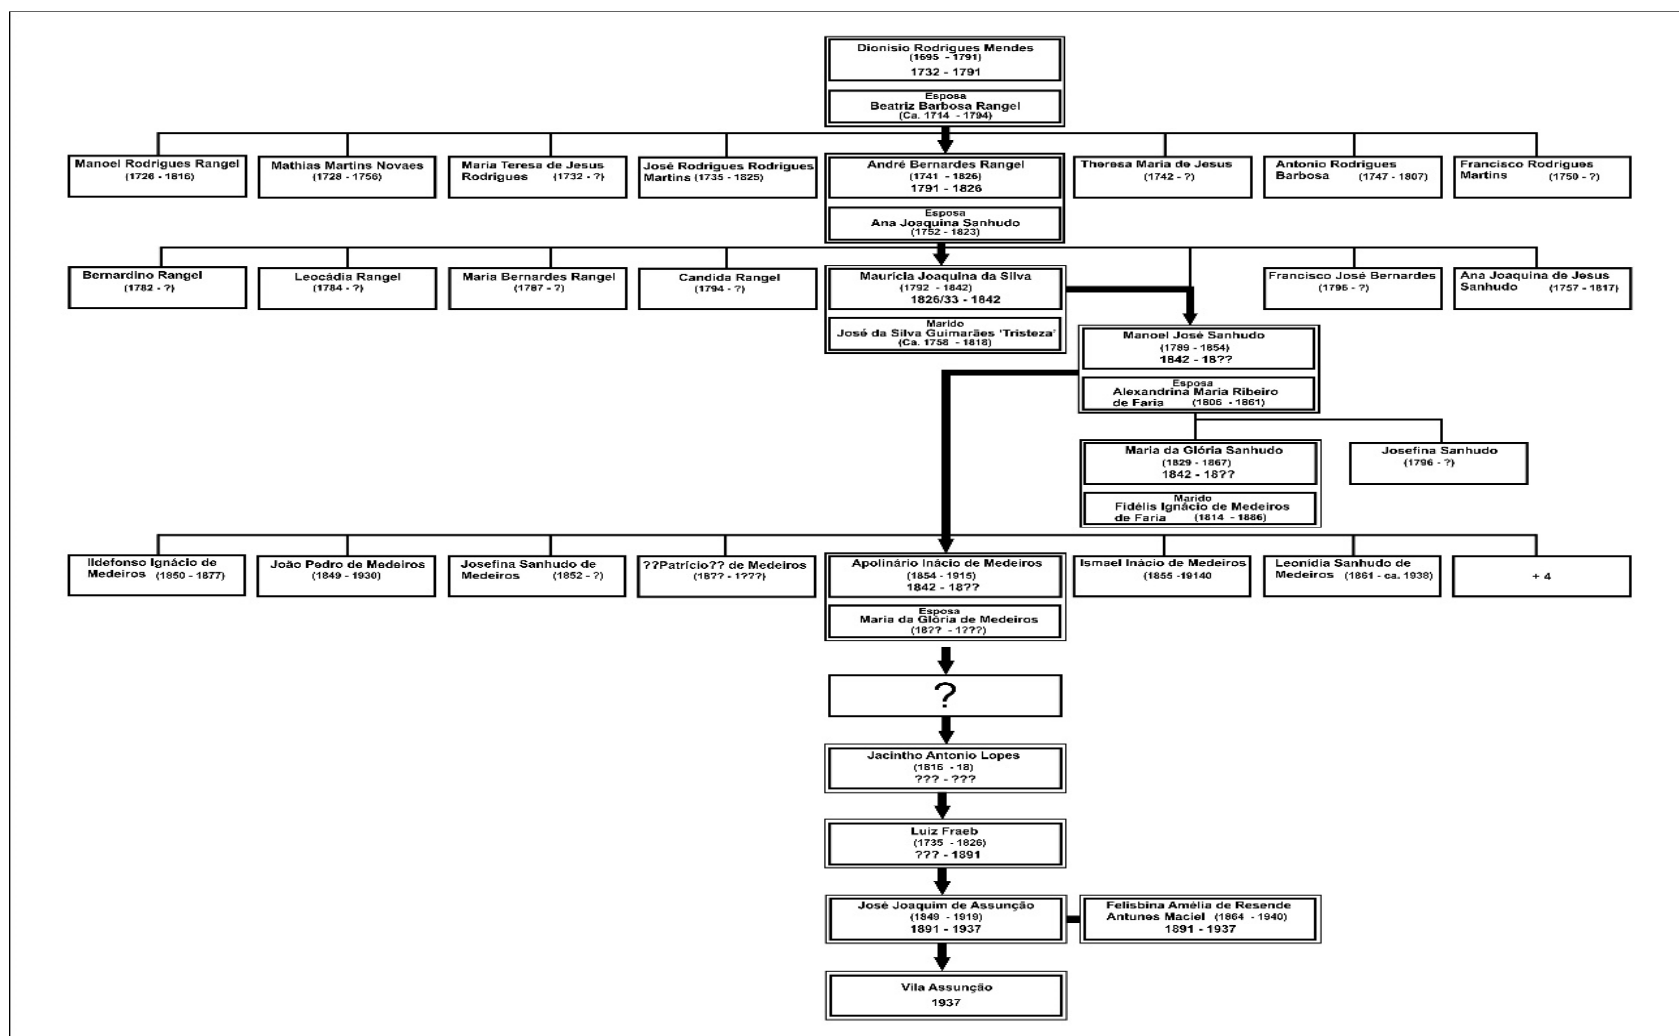 Dionísio Rodrigues Mendes
(1695 - 1791)
1732 - 1791
Esposa
Beatriz Barbosa Rangel
(Ca. 1714 - 1794)
Manoel Rodrigues Rangel
(1726 - 1816)
Mathias Martins Novaes
(1728 - 1756)
Maria Teresa de Jesus
Rodrigues (1732 - ?)
José Rodrigues Rodrigues
Martins (1735 - 1825)
André Bernardes Rangel
(1741 - 1826)
1791 - 1826
Esposa
Ana Joaquina Sanhudo
(1752 - 1823)
Theresa Maria de Jesus
(1742 - ?)
Antonio Rodrigues
Barbosa (1747 - 1807)
Francisco Rodrigues
Martins (1750 - ?)
Bernardino Rangel
(1782 - ?)
Leocádia Rangel
(1784 - ?)
Maria Bernardes Rangel
(1787 - ?)
Candida Rangel
(1794 - ?)
Maurícia Joaquina da Silva
(1792 - 1842)
1826/33 - 1842
Marido
José da Silva Guimarães 'Tristeza'
(Ca. 1758 - 1818)
Francisco José Bernardes
(1796 - ?)
Ana Joaquina de Jesus
Sanhudo (1757 - 1817)
Manoel José Sanhudo
(1789 - 1854)
1842 - 18??
Esposa
Alexandrina Maria Ribeiro
de Faria (1806 - 1861)
Maria da Glória Sanhudo
(1829 - 1867)
1842 - 18??
Marido
Fidélis Ignácio de Medeiros
de Faria (1814 - 1886)
Josefina Sanhudo
(1796 - ?)
Ildefonso Ignácio de
Medeiros (1850 - 1877)
João Pedro de Medeiros
(1849 - 1930)
Josefina Sanhudo de
Medeiros (1852 - ?)
??Patrício?? de Medeiros
(18?? - 1???)
Apolinário Inácio de Medeiros
(1854 - 1915)
1842 - 18??
Esposa
Maria da Glória de Medeiros
(18?? - 1???)
Ismael Inácio de Medeiros
(1855 -19140
Leonídia Sanhudo de
Medeiros (1861 - ca. 1938)
+ 4
?
Jacintho Antonio Lopes
(1816 - 18)
??? - ???
Luiz Fraeb
(1735 - 1826)
??? - 1891
José Joaquim de Assunção
(1849 - 1919)
1891 - 1937
Felisbina Amélia de Resende
Antunes Maciel (1864 - 1940)
1891 - 1937
Vila Assunção
1937